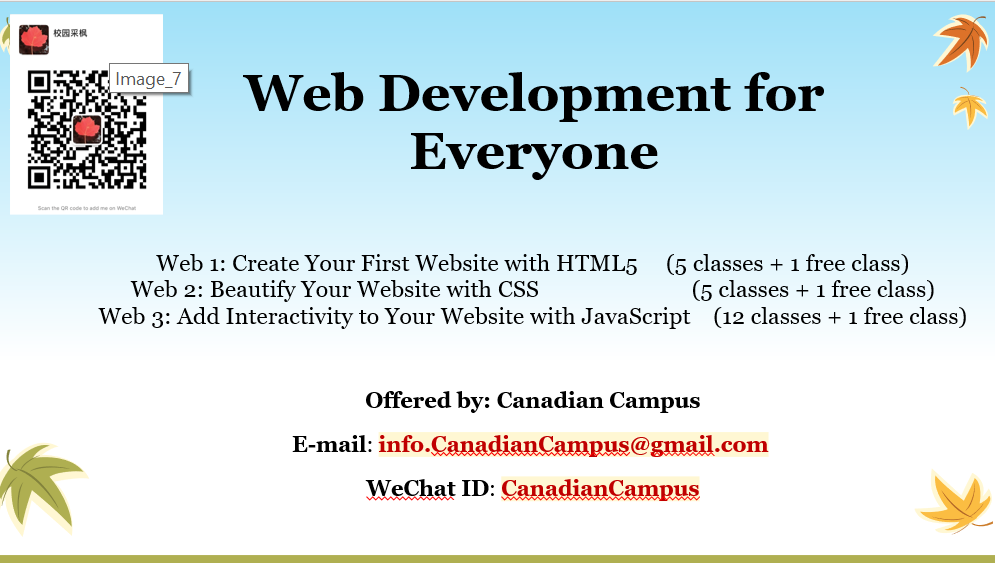 校园采枫
Image_7
Scan the QR code to add me on WeChat
Web Development for
Everyone
Web 1: Create Your First Website with HTML5 (5 classes + 1 free class)
Web 2: Beautify Your Website with CSS (5 classes + 1 free class)
Web 3: Add Interactivity to Your Website with JavaScript (12 classes + 1 free class)
Offered by: Canadian Campus
E-mail: info.CanadianCampus@gmail.com
WeChat ID: CanadianCampus